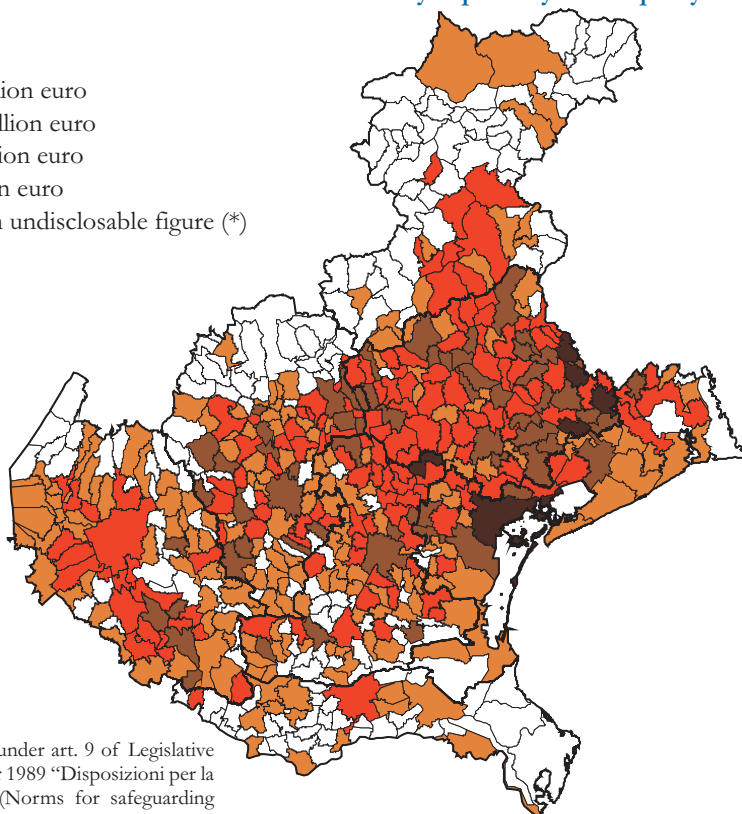 ion euro
llion euro
ion euro
n euro
n undisclosable figure (*)
under art. 9 of Legislative
1989 “Disposizioni per la
(Norms for safeguarding